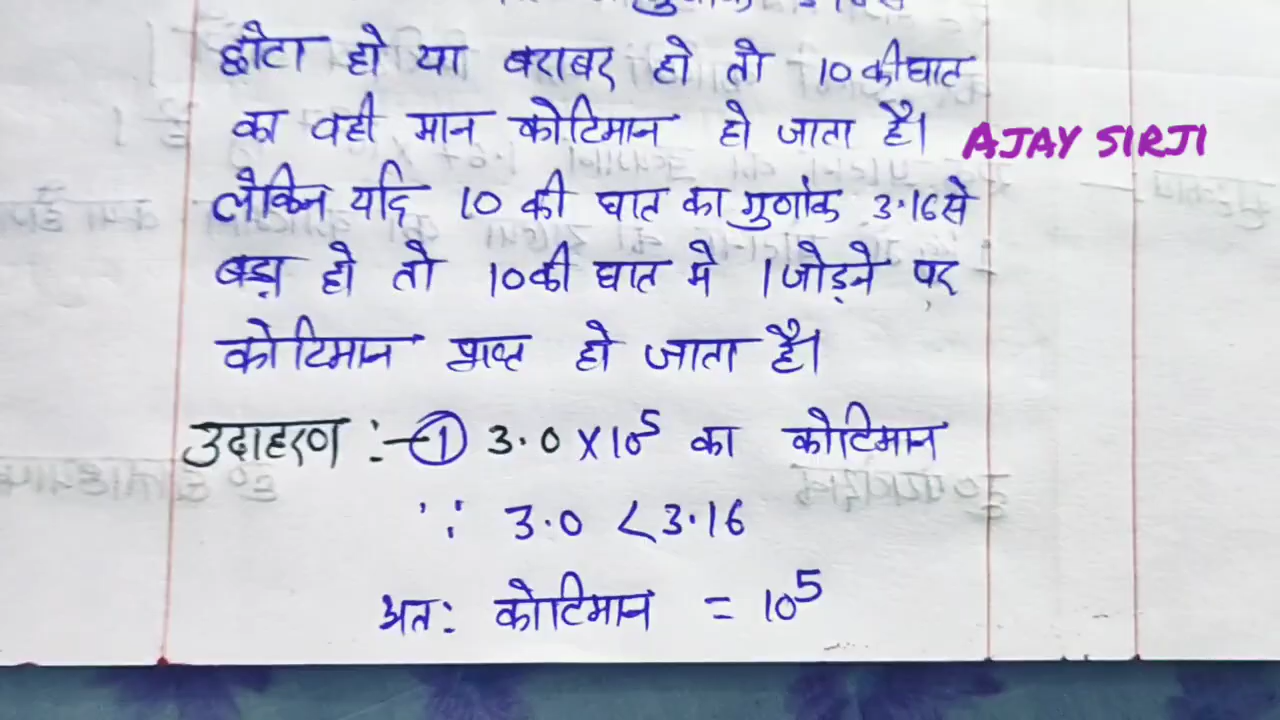 छोटा हो या बराबर हो तो 10 की घात
का वही मान कोटिमान हो जाता है।
AJAY SIRJI
लेकिन यदि 10 की घात का गुणांक 3.16 से
बड़ा हो तो 10 की घात मे 1 जोड़ने पर
कोटिमान प्राप्त हो जाता है।
उदाहरण :- ① 3.0 × 10⁵ का कोटिमान
∵ 3.0 < 3.16
अत: कोटिमान = 10⁵